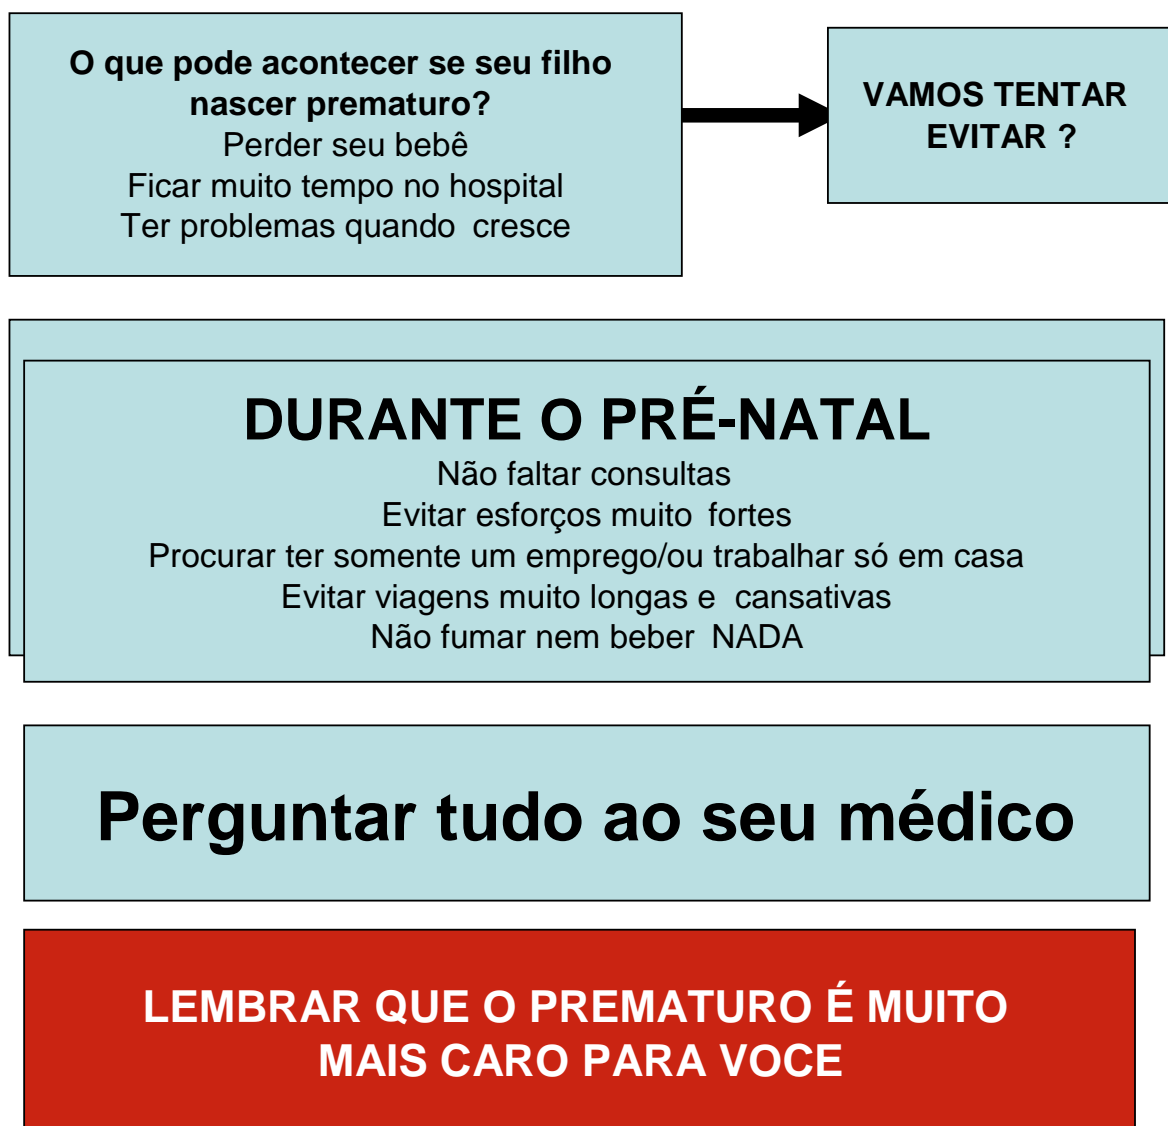 O que pode acontecer se seu filho
nascer prematuro?
Perder seu bebê
Ficar muito tempo no hospital
Ter problemas quando cresce
VAMOS TENTAR
EVITAR ?
DURANTE O PRÉ-NATAL
Não faltar consultas
Evitar esforços muito fortes
Procurar ter somente um emprego/ou trabalhar só em casa
Evitar viagens muito longas e cansativas
Não fumar nem beber NADA
Perguntar tudo ao seu médico
LEMBRAR QUE O PREMATURO É MUITO
MAIS CARO PARA VOCE